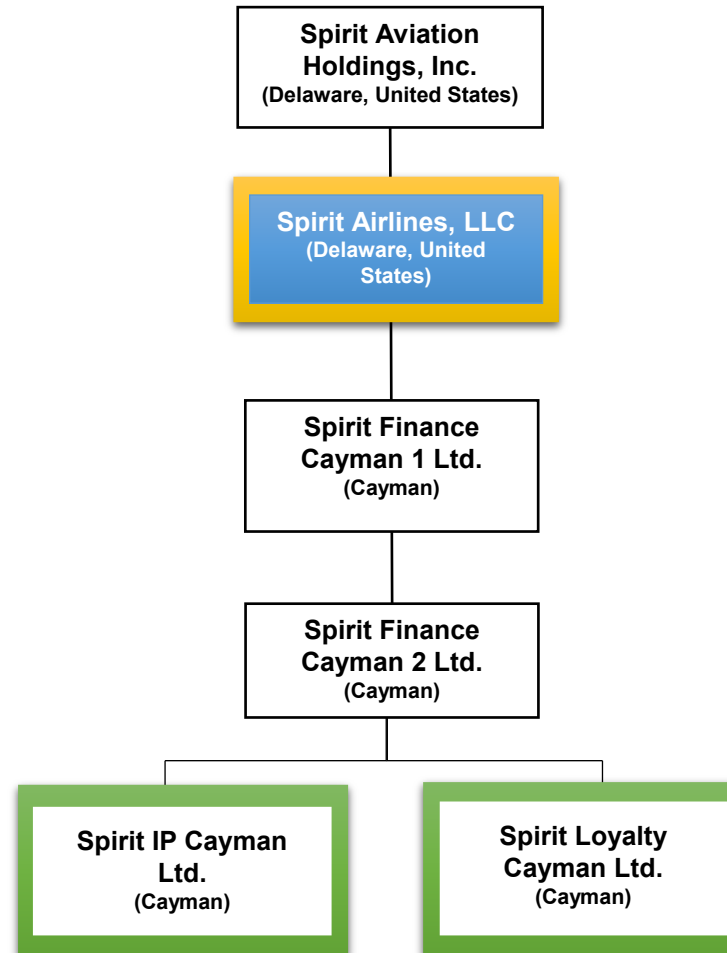 Spirit Aviation
Holdings, Inc.
(Delaware, United States)
Spirit Airlines, LLC
(Delaware, United
States)
Spirit Finance
Cayman 1 Ltd.
(Cayman)
Spirit Finance
Cayman 2 Ltd.
(Cayman)
Spirit IP Cayman
Ltd.
(Cayman)
Spirit Loyalty
Cayman Ltd.
(Cayman)